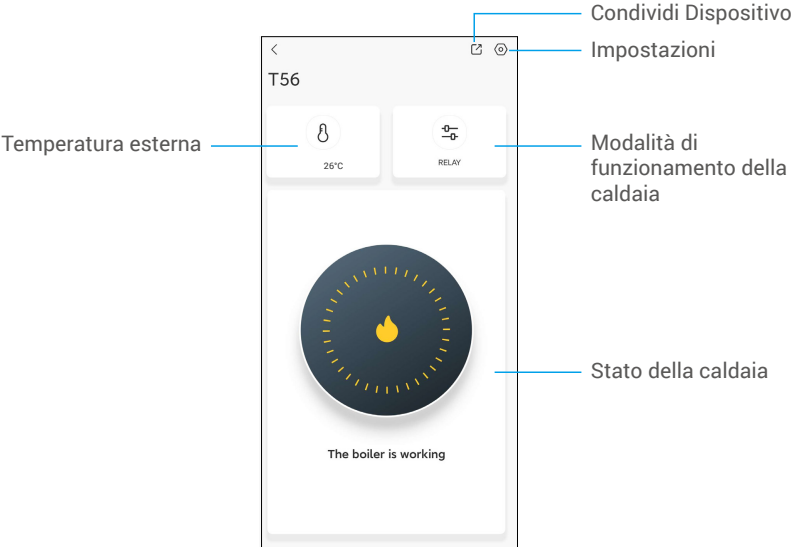 Condividi Dispositivo
Impostazioni
T56
Temperatura esterna
26°C
RELAY
Modalità di
funzionamento della
caldaia
Stato della caldaia
The boiler is working